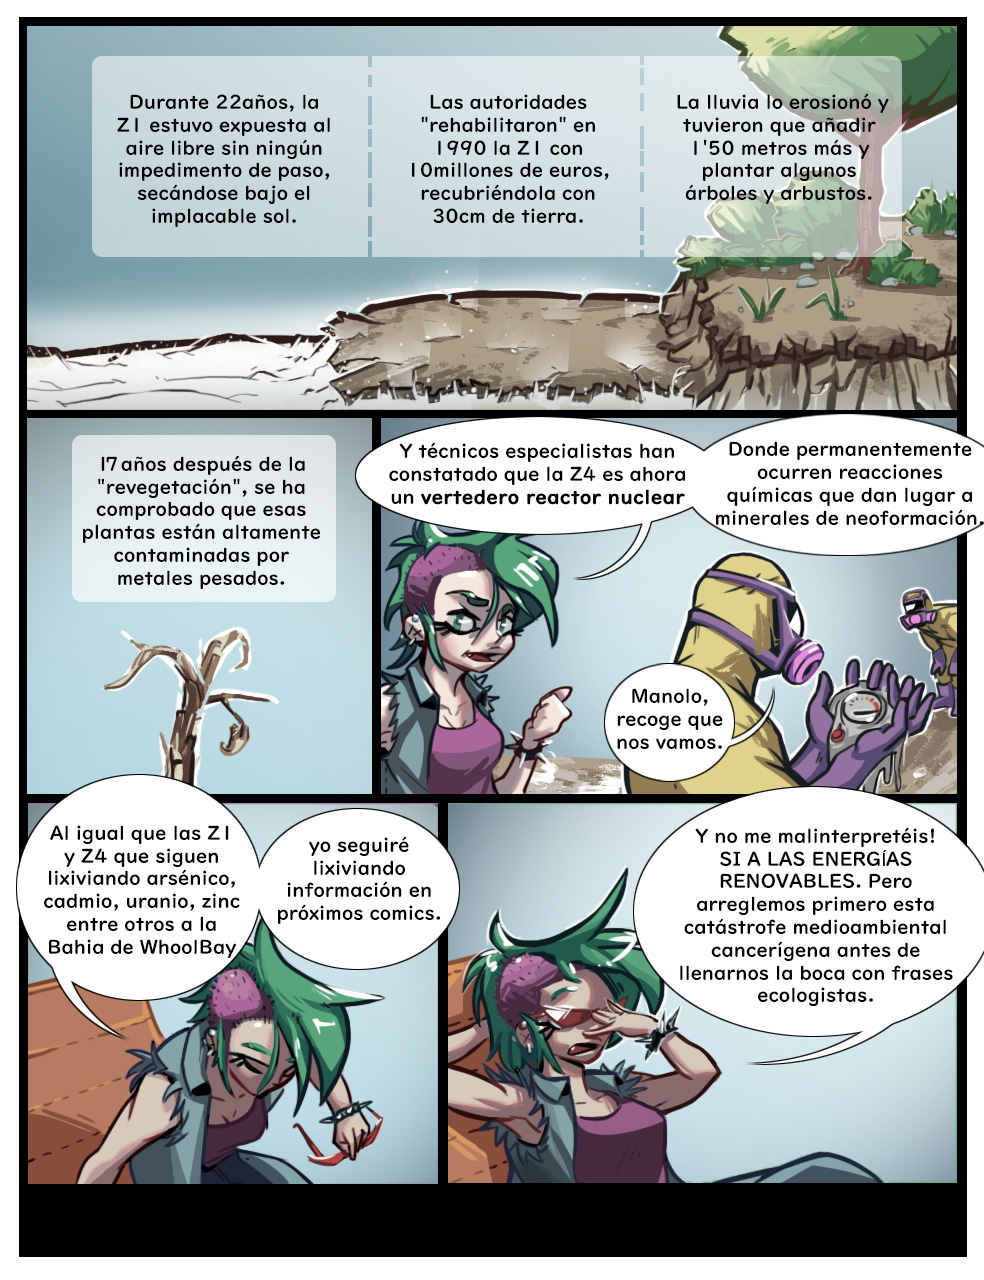 Durante 22años, la
Z1 estuvo expuesta al
aire libre sin ningún
impedimento de paso,
secándose bajo el
implacable sol.
Las autoridades
"rehabilitaron" en
1990 la Z1 con
10millones de euros,
recubriéndola con
30cm de tierra.
La lluvia lo erosionó y
tuvieron que añadir
1'50 metros más y
plantar algunos
árboles y arbustos.
17años después de la
"revegetación", se ha
comprobado que esas
plantas están altamente
contaminadas por
metales pesados.
Y técnicos especialistas han
constatado que la Z4 es ahora
un vertedero reactor nuclear
Donde permanentemente
ocurren reacciones
químicas que dan lugar a
minerales de neoformación.
Manolo,
recoge que
nos vamos.
Al igual que las Z1
y Z4 que siguen
lixiviando arsénico,
cadmio, uranio, zinc
entre otros a la
Bahia de WhoolBay
yo seguiré
lixiviando
información en
próximos comics.
Y no me malinterpretéis!
SI A LAS ENERGÍAS
RENOVABLES. Pero
arreglemos primero esta
catástrofe medioambiental
cancerígena antes de
llenarnos la boca con frases
ecologistas.